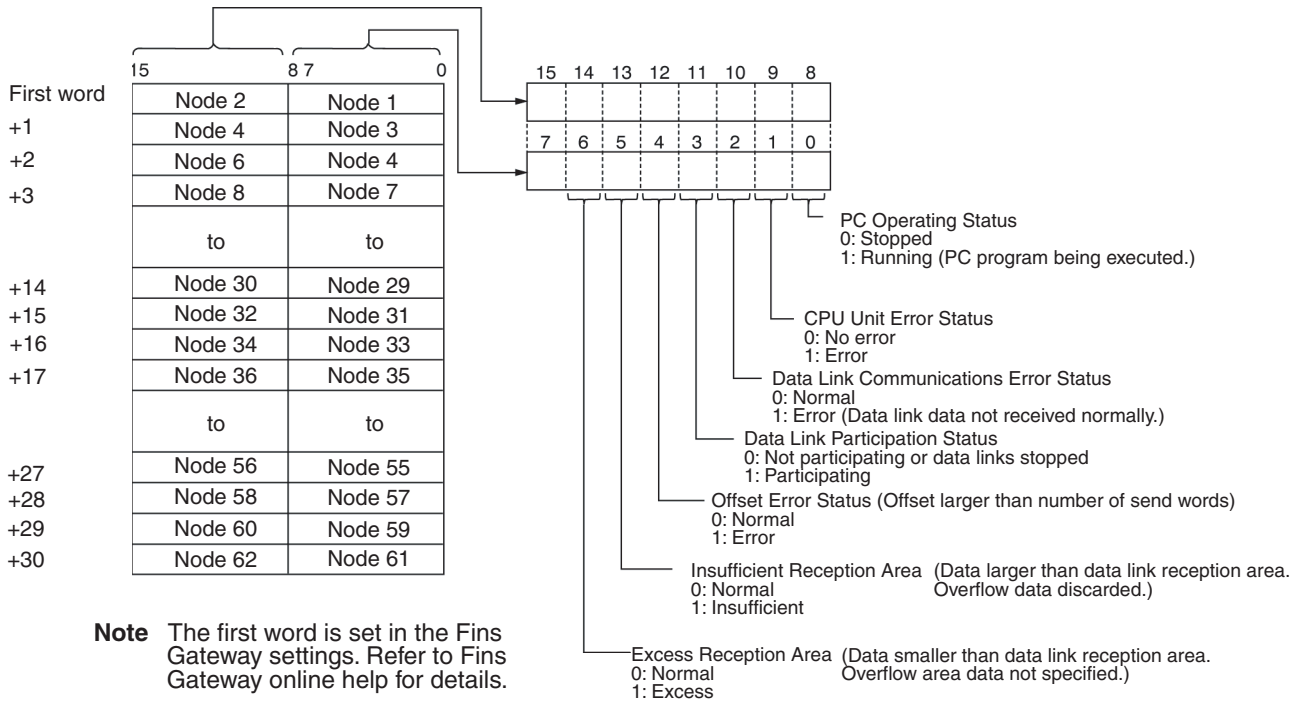 15 8 7 0
First word Node 2 Node 1
+1 Node 4 Node 3
+2 Node 6 Node 4
+3 Node 8 Node 7
to to
+14 Node 30 Node 29
+15 Node 32 Node 31
+16 Node 34 Node 33
+17 Node 36 Node 35
to to
+27 Node 56 Node 55
+28 Node 58 Node 57
+29 Node 60 Node 59
+30 Node 62 Node 61
Note The first word is set in the Fins
Gateway settings. Refer to Fins
Gateway online help for details.
15 14 13 12 11 10 9 8
7 6 5 4 3 2 1 0
PC Operating Status
0: Stopped
1: Running (PC program being executed.)
CPU Unit Error Status
0: No error
1: Error
Data Link Communications Error Status
0: Normal
1: Error (Data link data not received normally.)
Data Link Participation Status
0: Not participating or data links stopped
1: Participating
Offset Error Status (Offset larger than number of send words)
0: Normal
1: Error
Insufficient Reception Area (Data larger than data link reception area.
0: Normal Overflow data discarded.)
1: Insufficient
Excess Reception Area (Data smaller than data link reception area.
0: Normal Overflow area data not specified.)
1: Excess